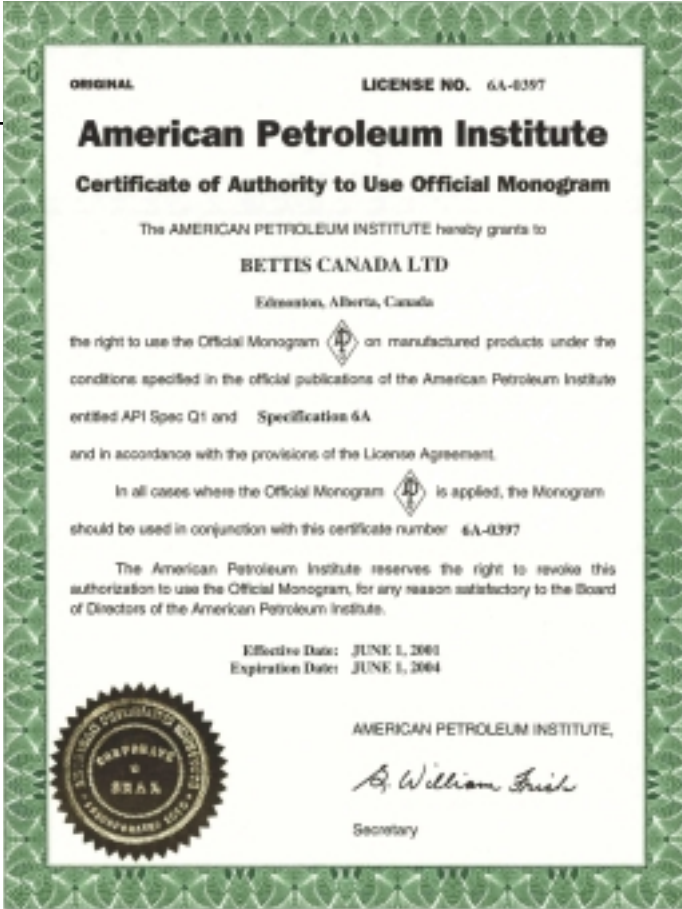 ORIGINAL
LICENSE NO. 6A-0397
American Petroleum Institute
Certificate of Authority to Use Official Monogram
The AMERICAN PETROLEUM INSTITUTE hereby grants to
BETTIS CANADA LTD
Edmonton, Alberta, Canada
the right to use the Official Monogram API on manufactured products under the
conditions specified in the official publications of the American Petroleum Institute
entitled API Spec Q1 and Specification 6A
and in accordance with the provisions of the License Agreement.
In all cases where the Official Monogram API is applied, the Monogram
should be used in conjunction with this certificate number 6A-0397
The American Petroleum Institute reserves the right to revoke this
authorization to use the Official Monogram, for any reason satisfactory to the Board
of Directors of the American Petroleum Institute.
Effective Date: JUNE 1, 2001
Expiration Date: JUNE 1, 2004
AMERICAN PETROLEUM INSTITUTE,
William
Secretary
CORPORATE
SEAL